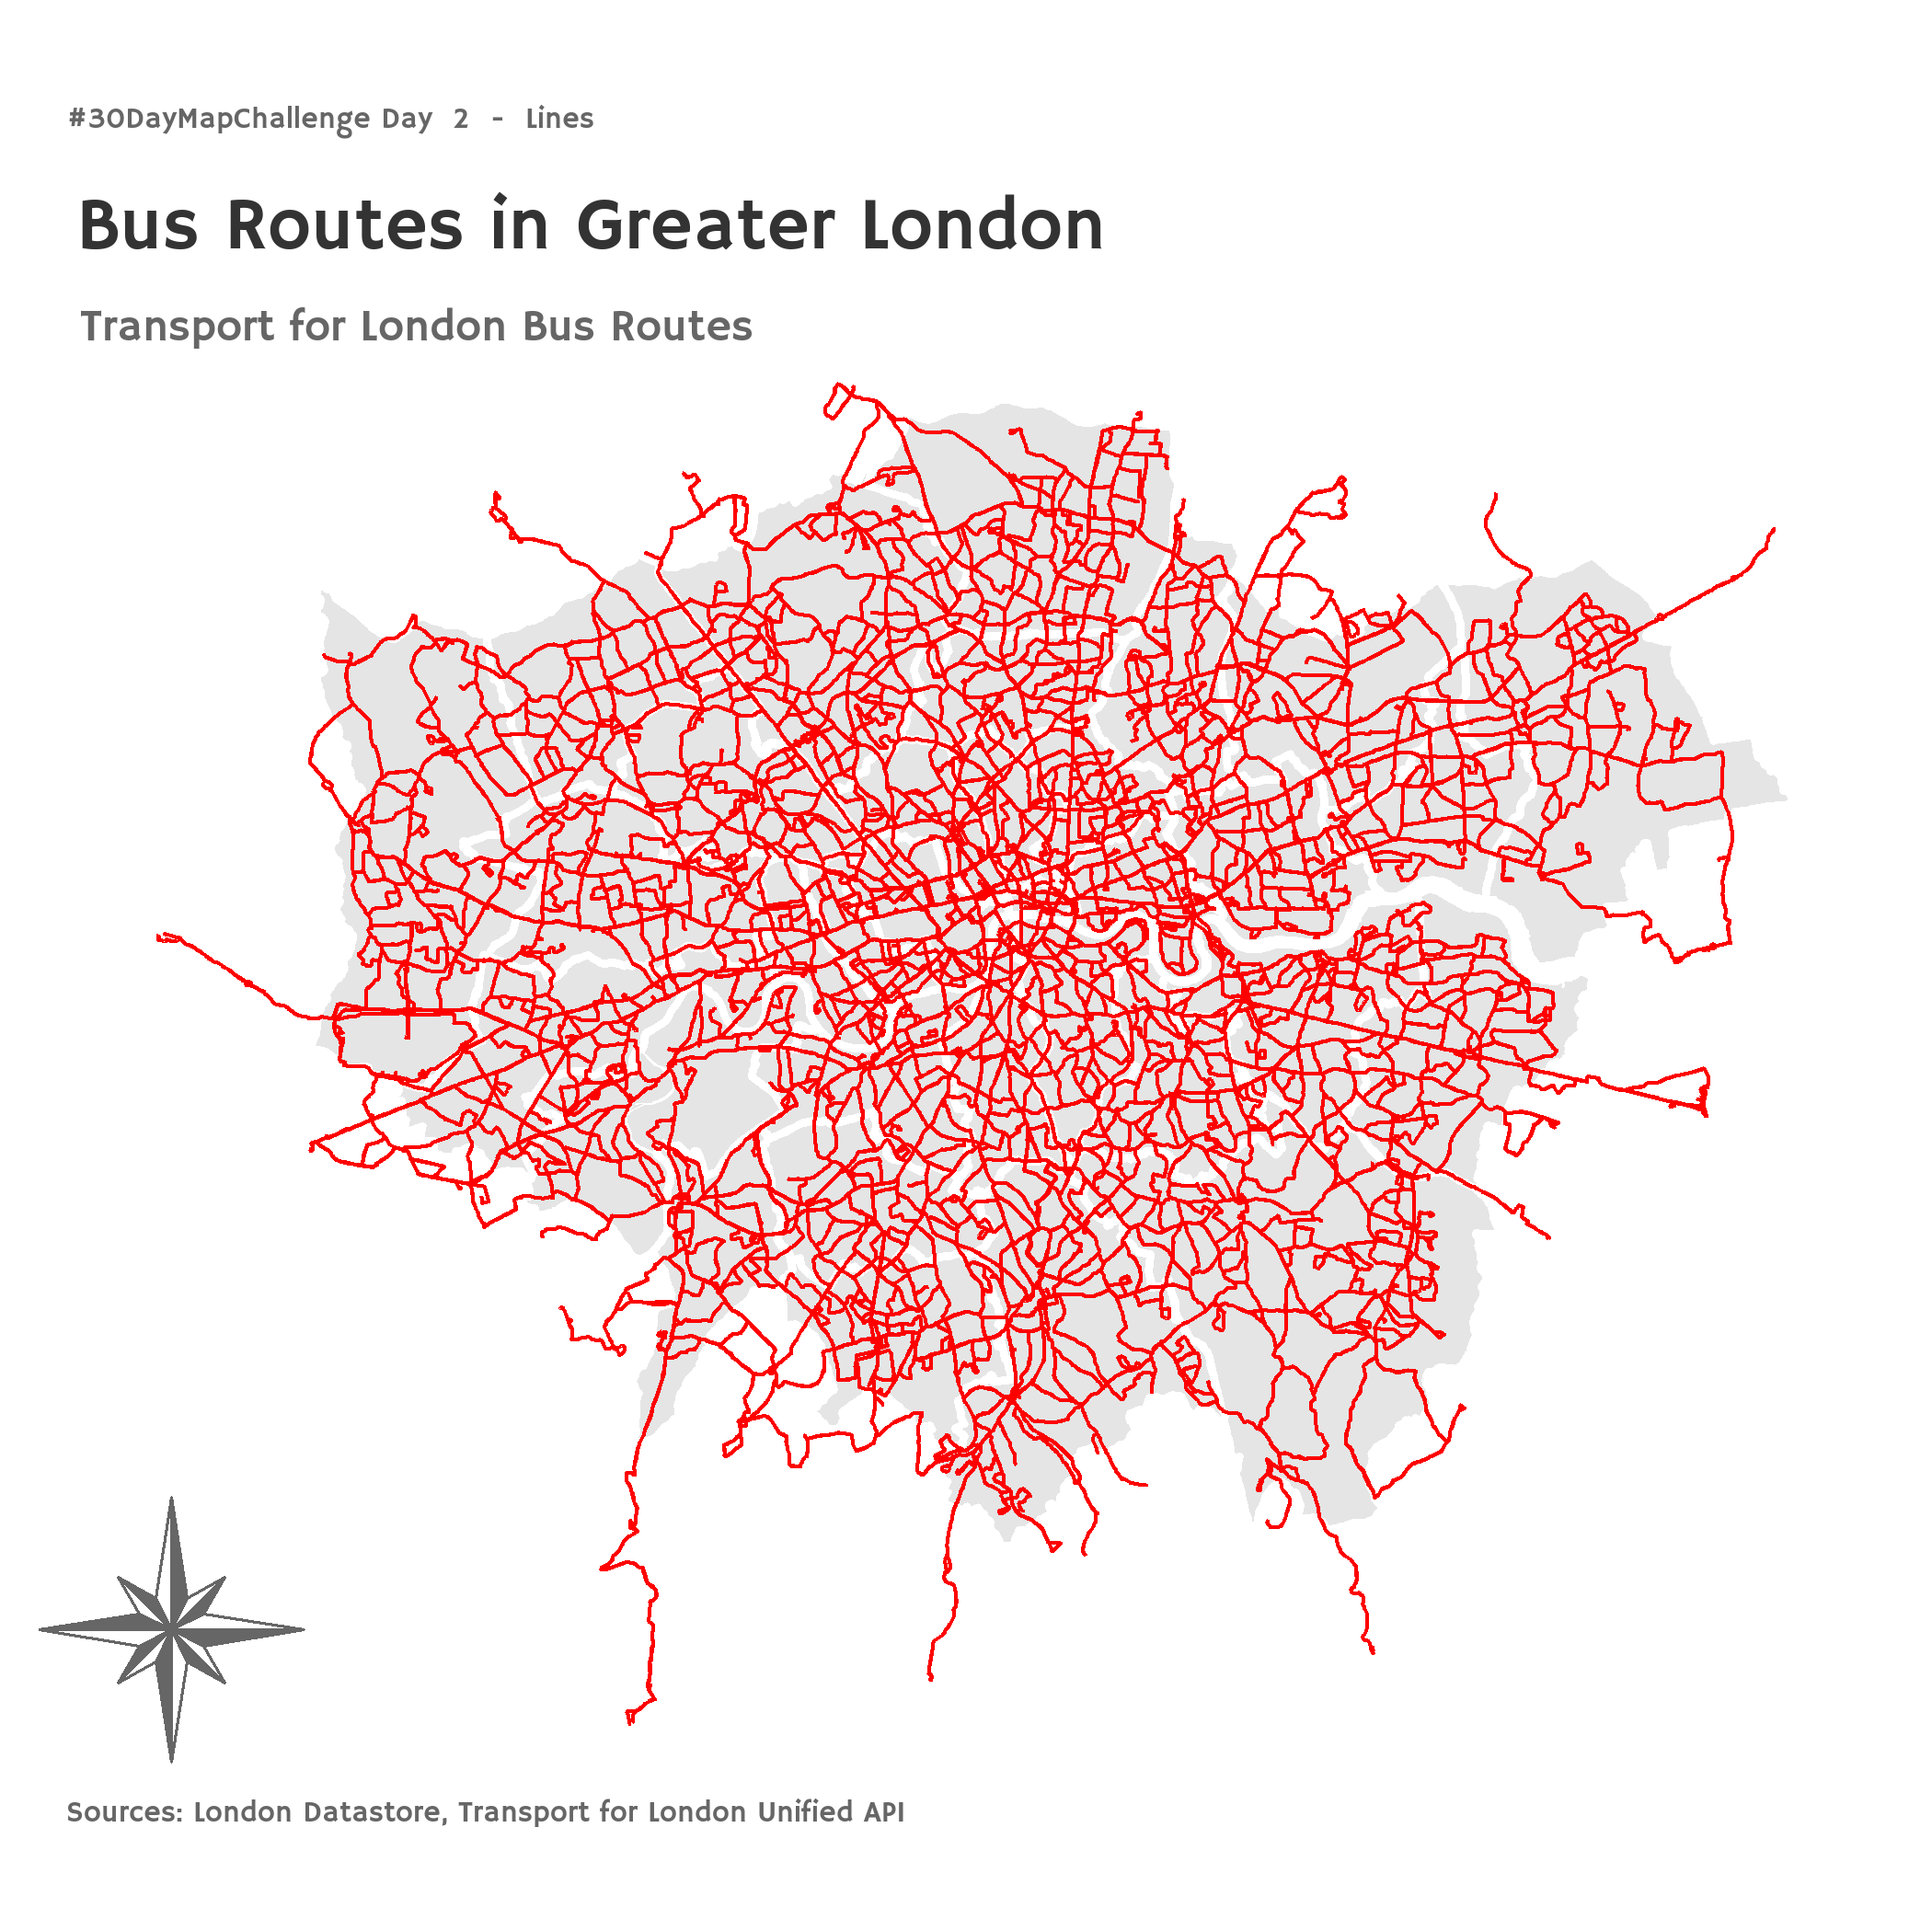 #30DayMapChallenge Day 2 - Lines
Bus Routes in Greater London
Transport for London Bus Routes
Sources: London Datastore, Transport for London Unified API